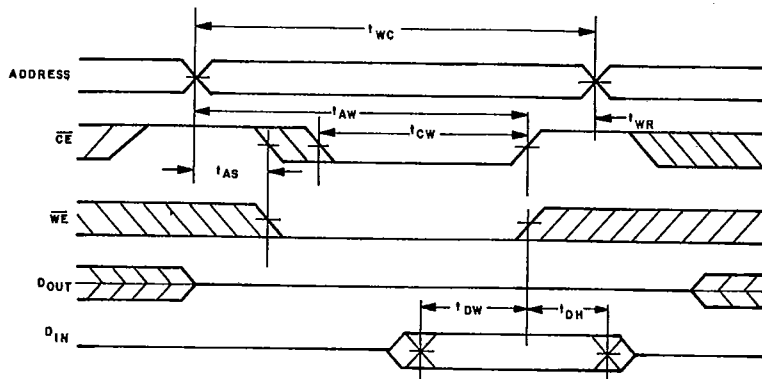 tWC
ADDRESS
tAW
tWR
CE
tCW
tAS
WE
DOUT
tDW
tDH
DIN